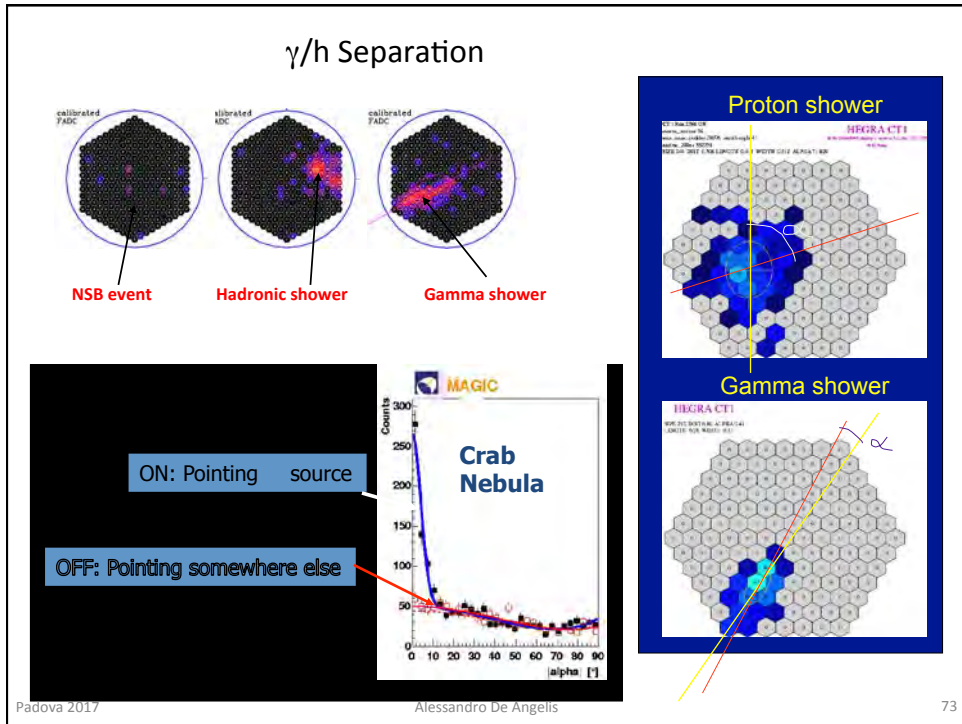 γ/h Separation
calibrated
FADC
calibrated
ADC
calibrated
FADC
NSB event
Hadronic shower
Gamma shower
Proton shower
HEGRA CT1
α
Gamma shower
HEGRA CT1
α
MAGIC
Counts
300
250
200
150
100
50
0
0 10 20 30 40 50 60 70 80 90
|alpha| [°]
Crab
Nebula
ON: Pointing source
OFF: Pointing somewhere else
Padova 2017
Alessandro De Angelis
73